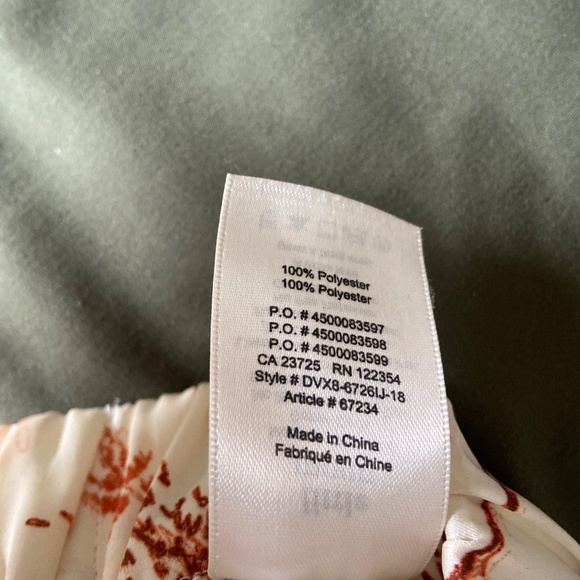 100% Polyester
100% Polyester
P.O. # 4500083597
P.O. # 4500083598
P.O. # 4500083599
CA 23725 RN 122354
Style # DVX8-6726IJ-18
Article # 67234
Made in China
Fabriqué en Chine